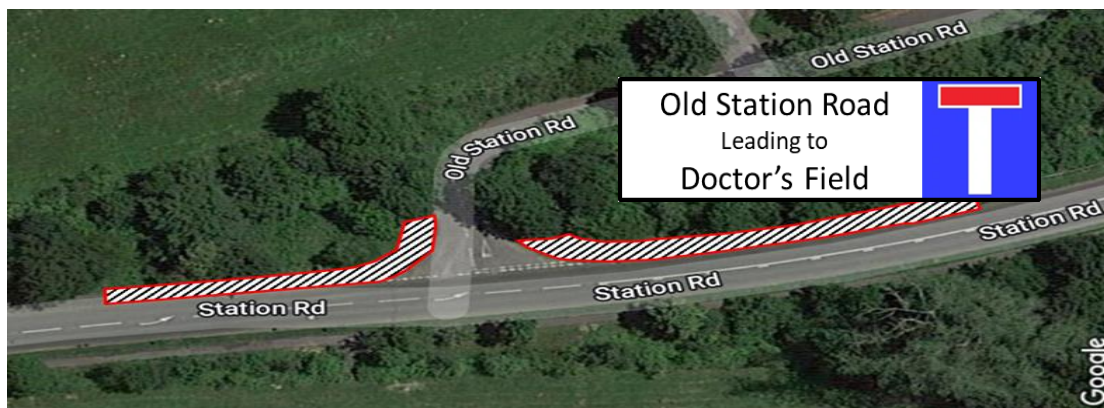 Old Station Rd
Old Station Road
Leading to
Doctor's Field
Old Station Rd
Station Rd
Station Rd
Station Rd
Google